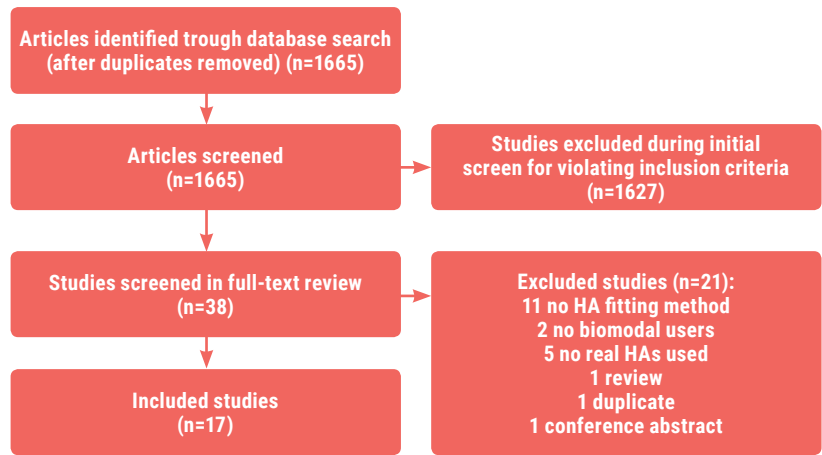 Articles identified trough database search
(after duplicates removed) (n=1665)
Articles screened
(n=1665)
Studies excluded during initial
screen for violating inclusion criteria
(n=1627)
Studies screened in full-text review
(n=38)
Excluded studies (n=21):
11 no HA fitting method
2 no biomodal users
5 no real HAs used
1 review
1 duplicate
1 conference abstract
Included studies
(n=17)